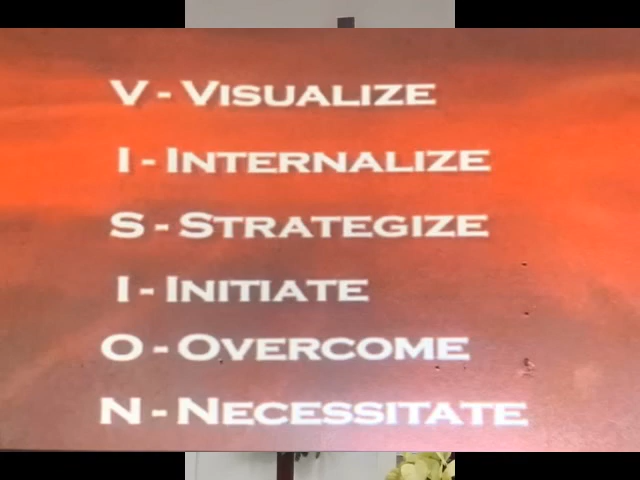 V - VISUALIZE
I - INTERNALIZE
S - STRATEGIZE
I - INITIATE
O - OVERCOME
N - NECESSITATE